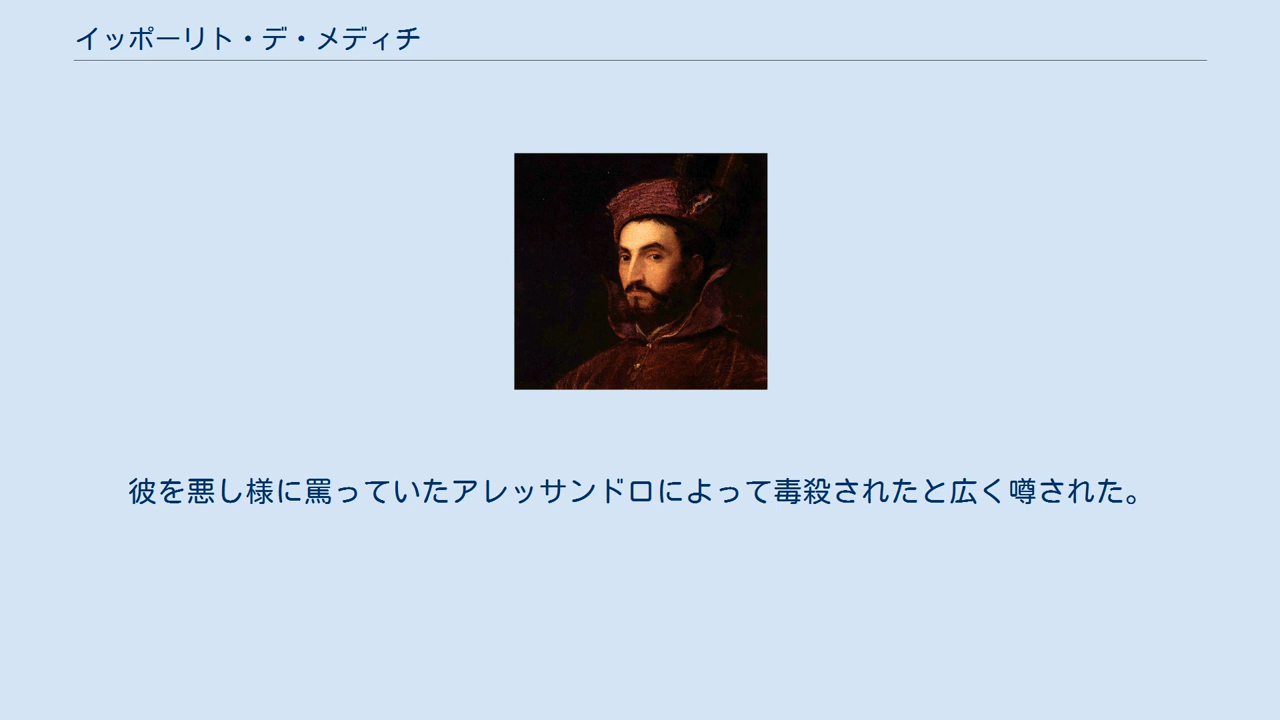 イッポーリト・デ・メディチ
彼を悪し様に罵っていたアレッサンドロによって毒殺されたと広く噂された。